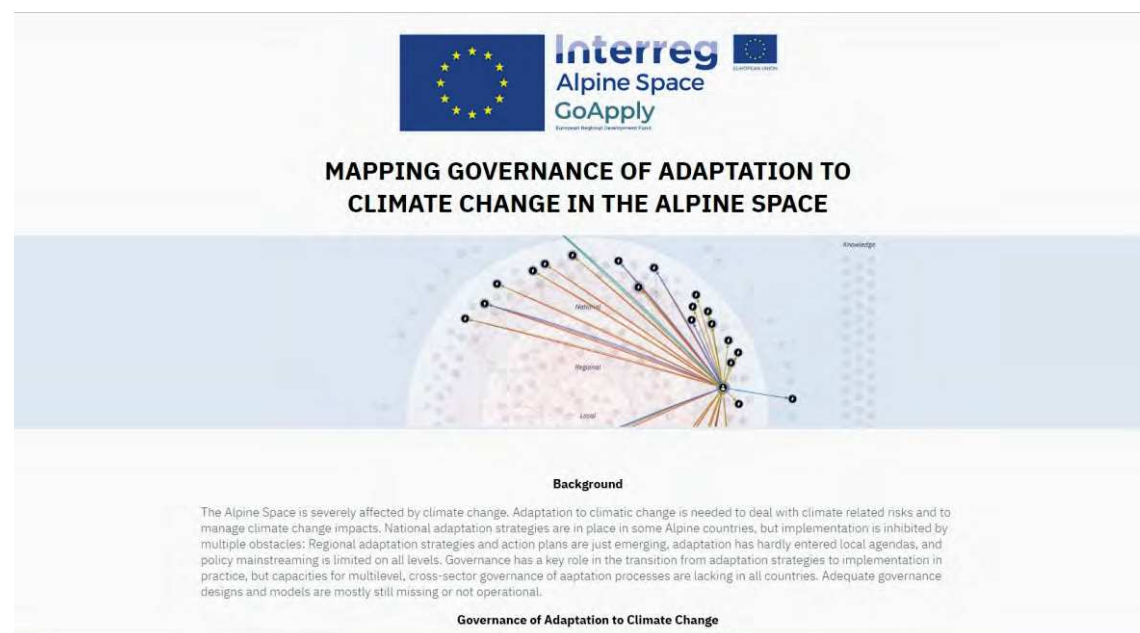 Interreg
EUROPEAN UNION
Alpine Space
GoApply
European Regional Development Fund
MAPPING GOVERNANCE OF ADAPTATION TO
CLIMATE CHANGE IN THE ALPINE SPACE
Knowledge
National
Regional
Local
Background
The Alpine Space is severely affected by climate change. Adaptation to climatic change is needed to deal with climate related risks and to
manage climate change impacts. National adaptation strategies are in place in some Alpine countries, but implementation is inhibited by
multiple obstacles: Regional adaptation strategies and action plans are just emerging, adaptation has hardly entered local agendas, and
policy mainstreaming is limited on all levels. Governance has a key role in the transition from adaptation strategies to implementation in
practice, but capacities for multilevel, cross-sector governance of aaptation processes are lacking in all countries. Adequate governance
designs and models are mostly still missing or not operational.
Governance of Adaptation to Climate Change